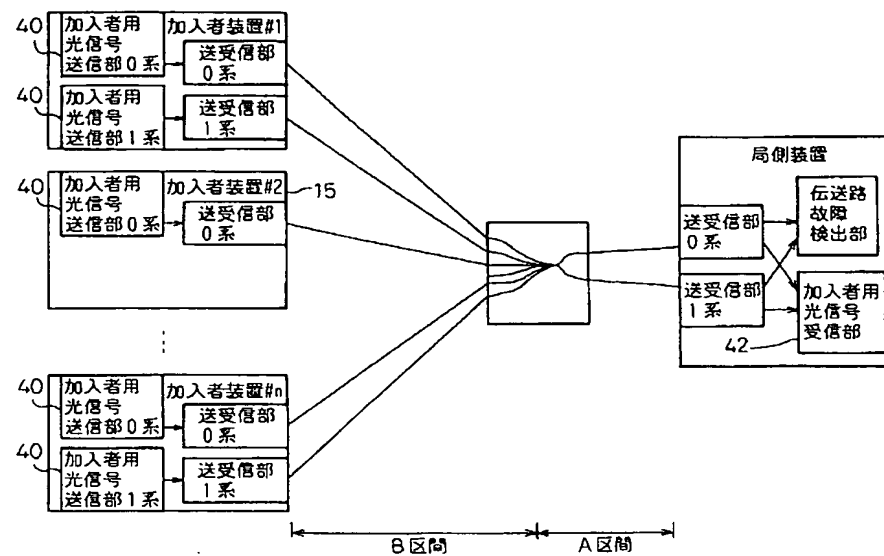 40
加入者用
光信号
送信部0系
加入者装置#1
送受信部
0系
40
加入者用
光信号
送信部1系
送受信部
1系
40
加入者用
光信号
送信部0系
加入者装置#2
15
送受信部
0系
40
加入者用
光信号
送信部0系
加入者装置#n
送受信部
0系
40
加入者用
光信号
送信部1系
送受信部
1系
局側装置
送受信部
0系
伝送路
故障
検出部
送受信部
1系
加入者用
光信号
受信部
42
B区間
A区間